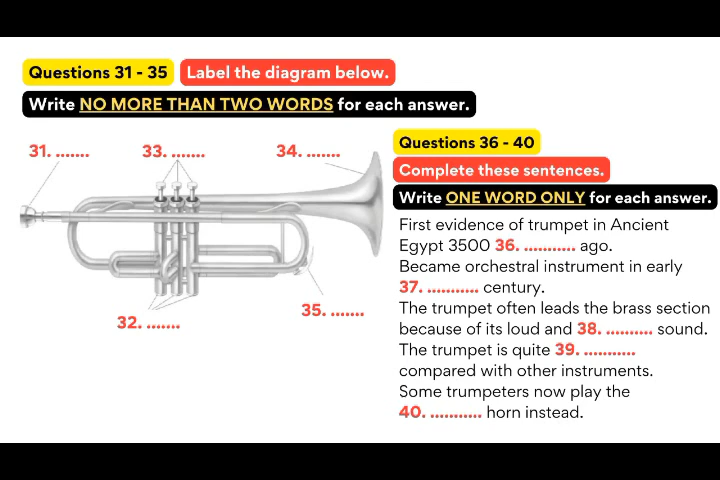 Questions 31 - 35 Label the diagram below.
Write NO MORE THAN TWO WORDS for each answer.
31. ....... 33. ....... 34. .......
32. .......
35. .......
Questions 36 - 40
Complete these sentences.
Write ONE WORD ONLY for each answer.
First evidence of trumpet in Ancient
Egypt 3500 36. ........... ago.
Became orchestral instrument in early
37. ........... century.
The trumpet often leads the brass section
because of its loud and 38. .......... sound.
The trumpet is quite 39. ...........
compared with other instruments.
Some trumpeters now play the
40. ........... horn instead.